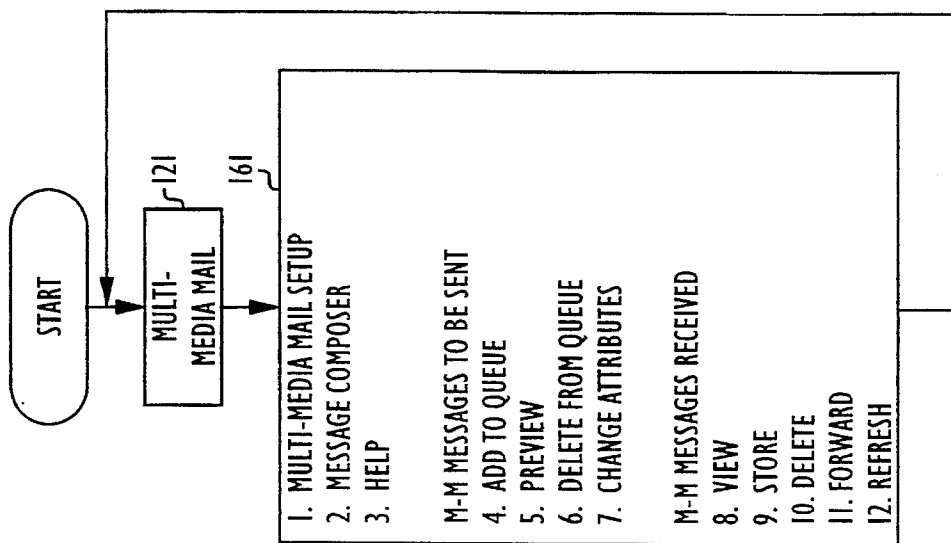 START
MULTI-
MEDIA MAIL
121
161
1. MULTI-MEDIA MAIL SETUP
2. MESSAGE COMPOSER
3. HELP
M-M MESSAGES TO BE SENT
4. ADD TO QUEUE
5. PREVIEW
6. DELETE FROM QUEUE
7. CHANGE ATTRIBUTES
M-M MESSAGES RECEIVED
8. VIEW
9. STORE
10. DELETE
11. FORWARD
12. REFRESH